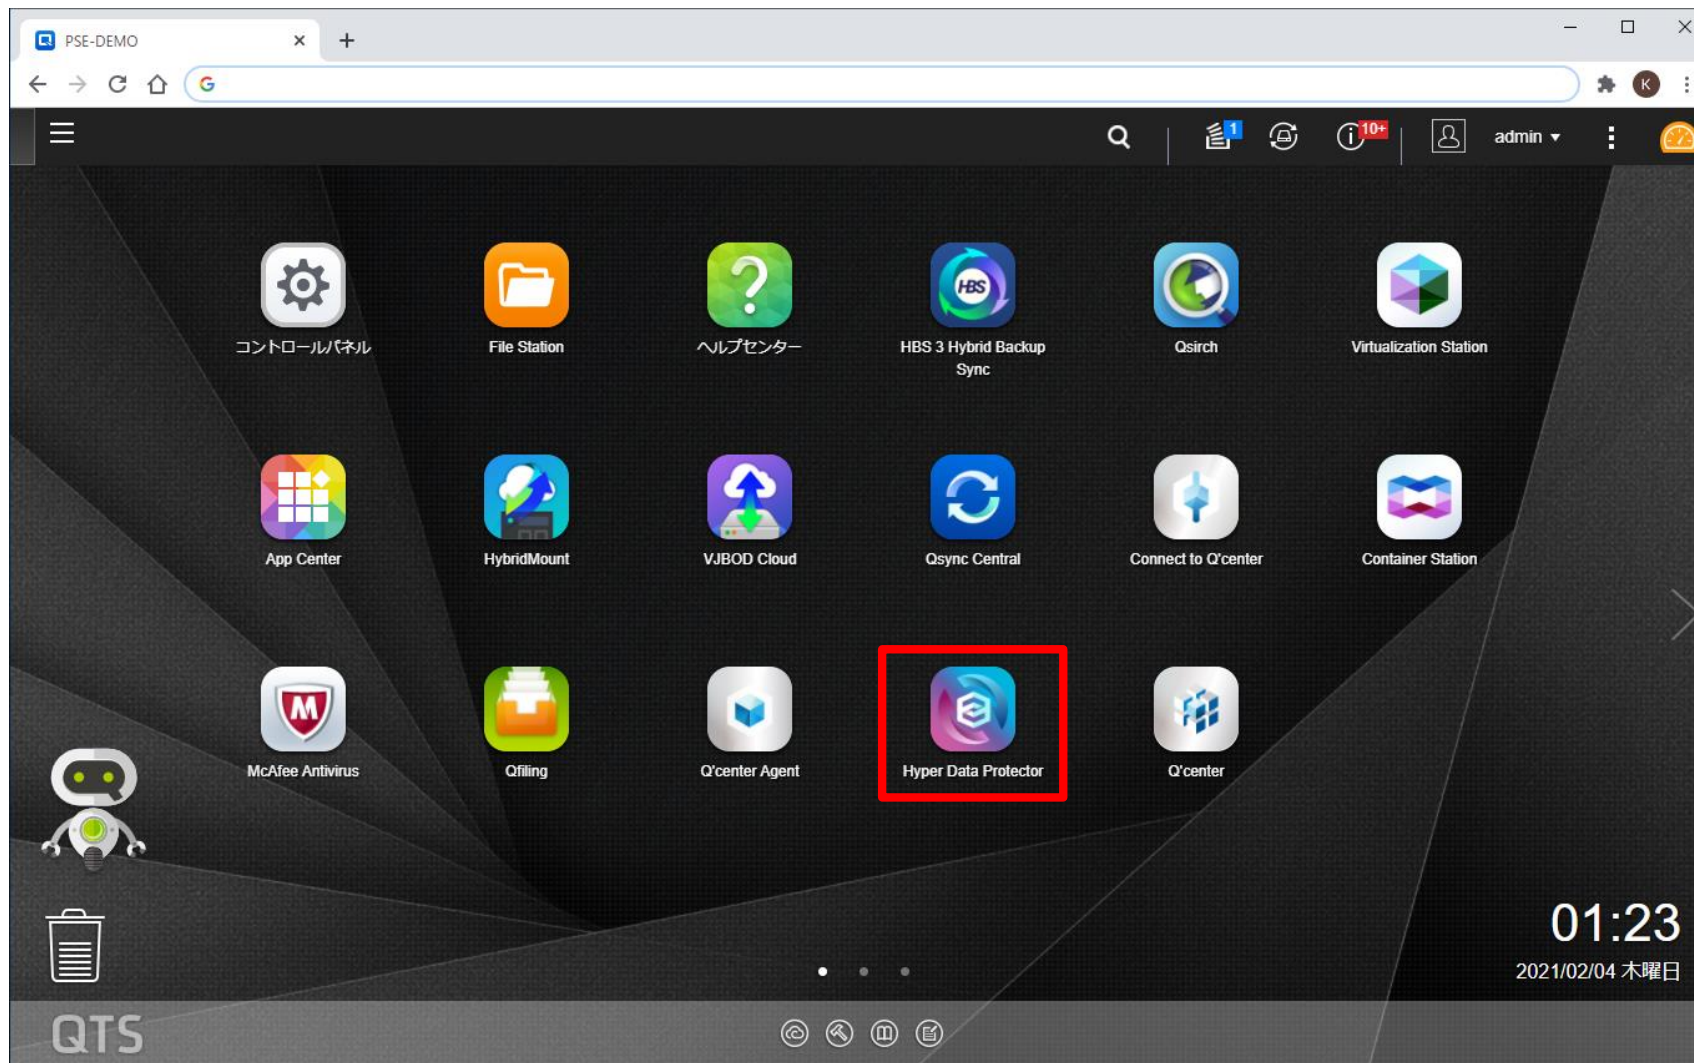 PSE-DEMO
K
1
10+
admin
コントロールパネル
File Station
ヘルプセンター
HBS
HBS 3 Hybrid Backup
Sync
Qsirch
Virtualization Station
App Center
HybridMount
VJBOD Cloud
Qsync Central
Connect to Q'center
Container Station
McAfee Antivirus
Qfiling
Q'center Agent
Hyper Data Protector
Q'center
01:23
2021/02/04 木曜日
QTS